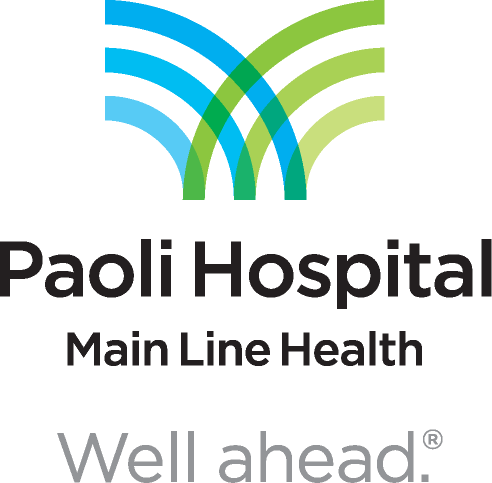 Paoli Hospital
Main Line Health
Well ahead.®